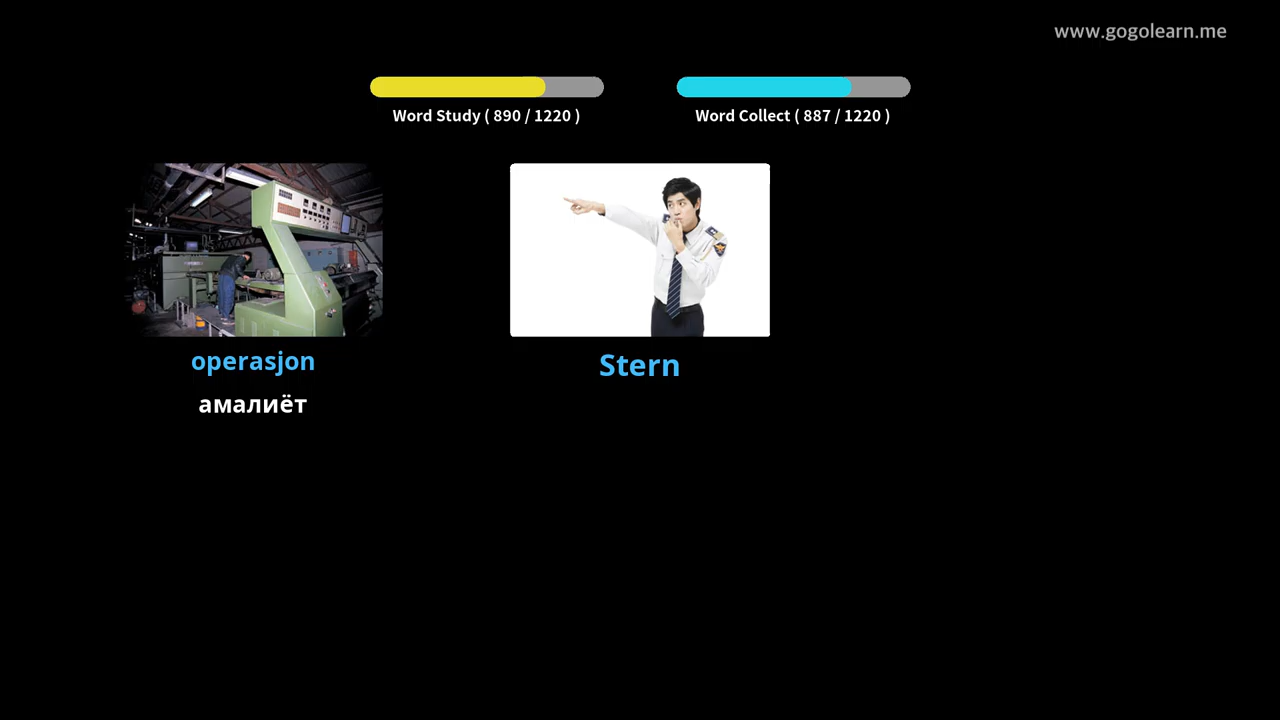 www.gogolearn.me
Word Study ( 890 / 1220 )
Word Collect ( 887 / 1220 )
operasjon
амалиёт
Stern